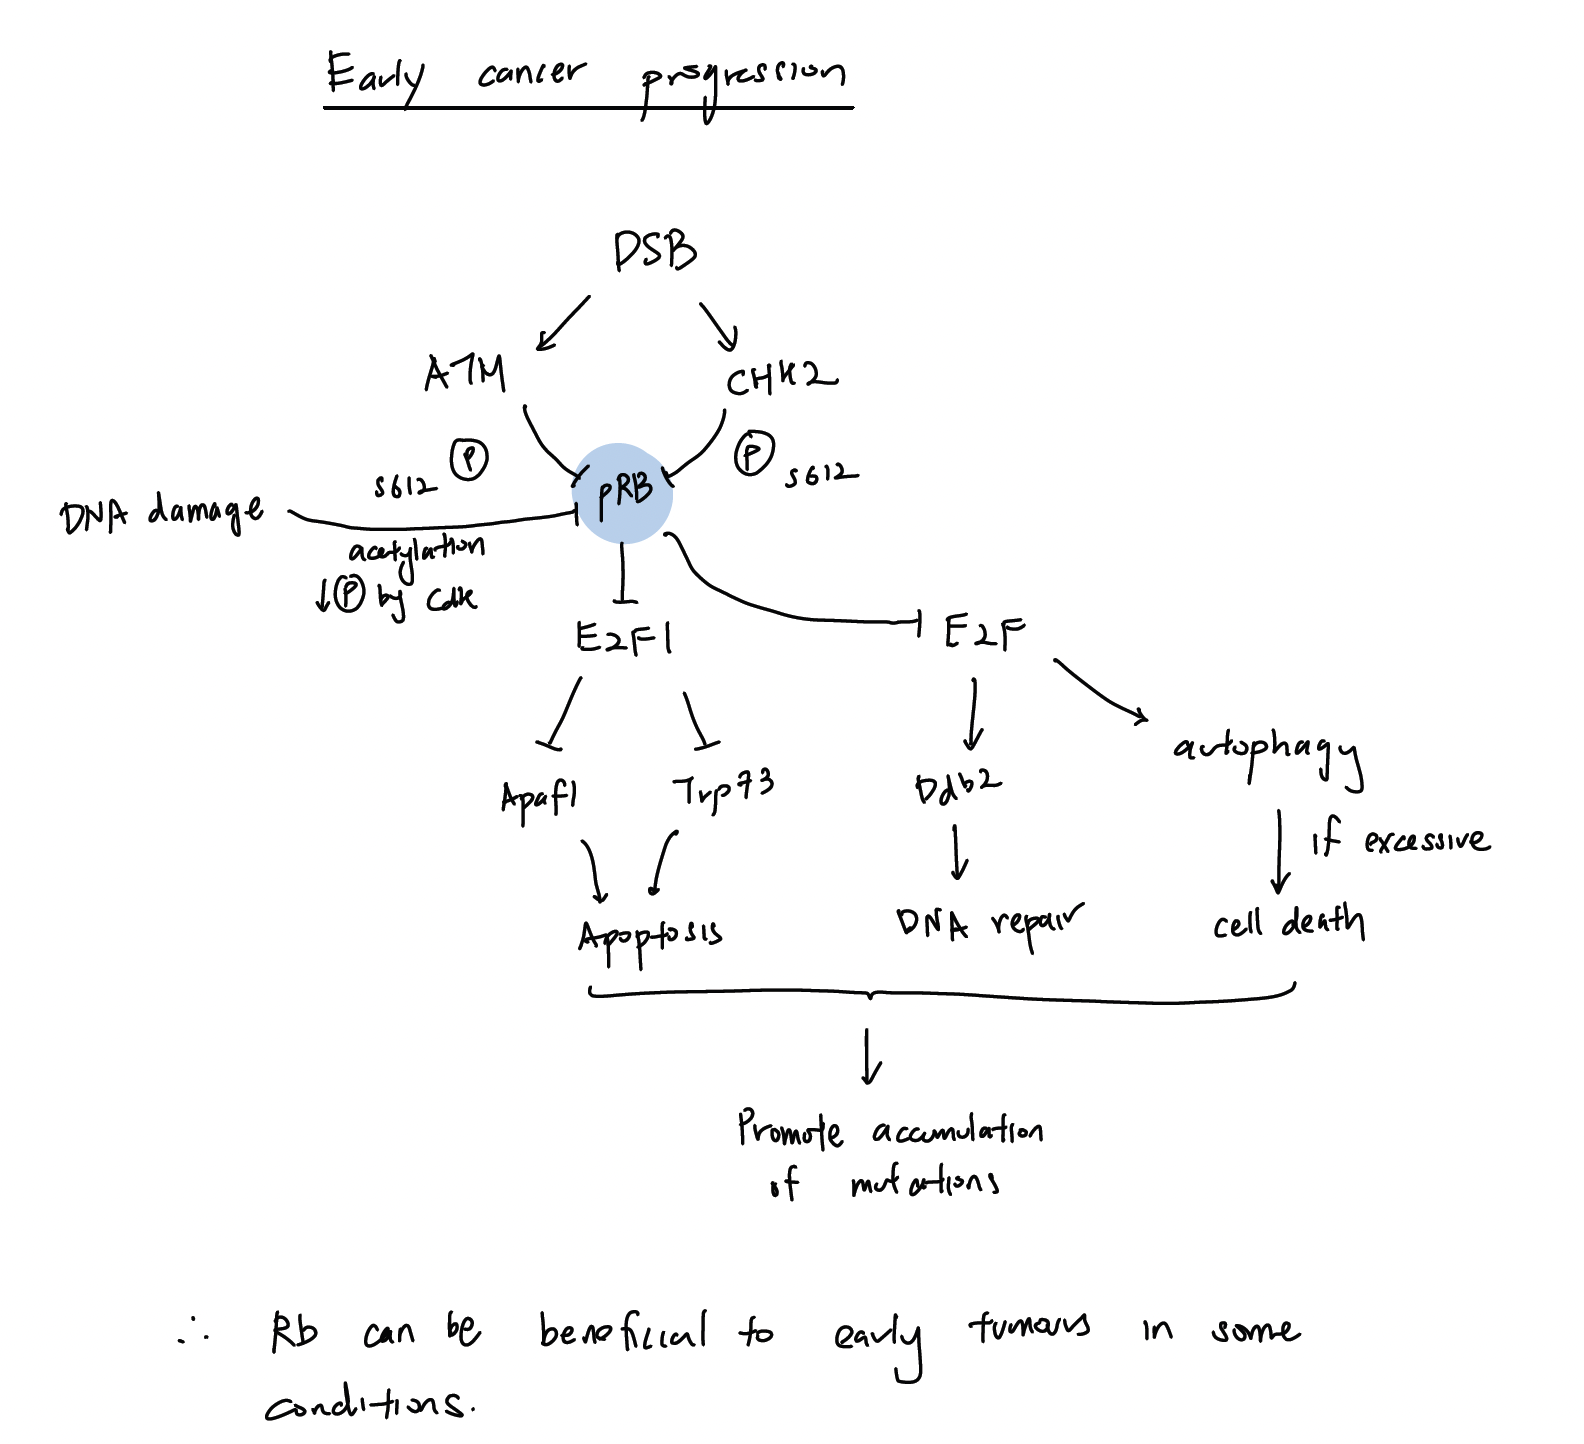 Early cancer progression
DSB
ATM
CHK2
S612 P
P S612
pRB
DNA damage
acetylation
↓ P by Cdk
E2F1
E2F
Apaf1
Trp73
Ddb2
autophagy
if excessive
Apoptosis
DNA repair
cell death
Promote accumulation
of mutations
∴ Rb can be beneficial to early tumours in some
conditions.